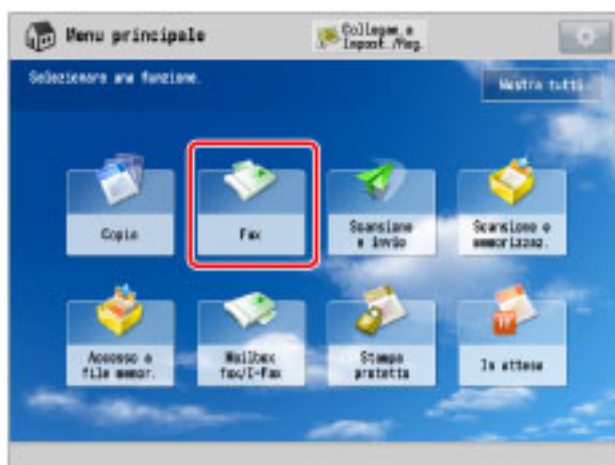 Menu principale
Collegam. a
Impost./Reg.
Selezionare una funzione.
Mostra tutti
Copia
Fax
Scansione
e invio
Scansione e
memorizzaz.
Accesso a
file memor.
Mailbox
fax/I-Fax
Stampa
protetta
In attesa